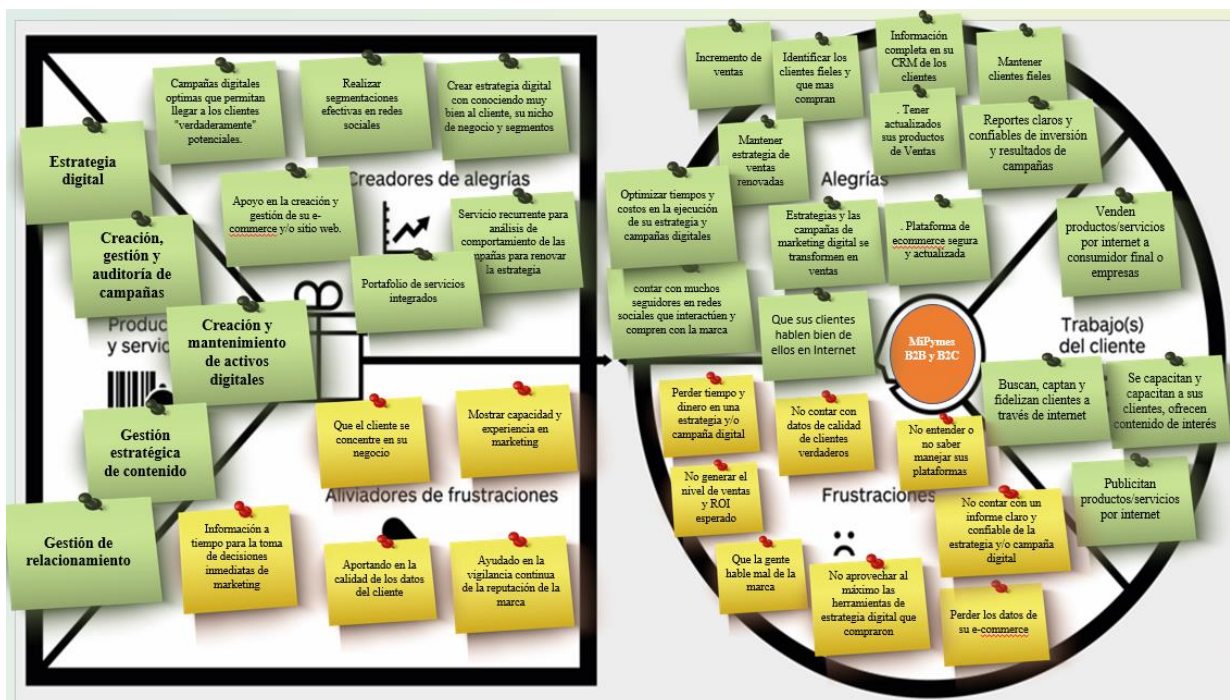 Campañas digitales
optimas que permitan
llegar a los clientes
"verdaderamente"
potenciales.
Realizar
segmentaciones
efectivas en redes
sociales
Crear estrategia digital
con conociendo muy
bien al cliente, su
nicho de negocio y
segmentos
Estrategia
digital
Creadores de alegrías
Apoyo en la creación y
gestión de su e-
commerce y/o sitio web.
Servicio recurrente para
análisis de
comportamiento de las
campañas para renovar la
estrategia
Creación,
gestión y
auditoría de
campañas
Portafolio de servicios
integrados
Produc
y servic
Creación y
mantenimiento
de activos
digitales
Gestión
estratégica
de contenido
Gestión de
relacionamiento
Que el cliente se
concentre en su
negocio
Mostrar capacidad y
experiencia en
marketing
Aliviadores de frustraciones
Información a
tiempo para la toma
de decisiones
inmediatas de
marketing
Aportando en la
calidad de los datos
del cliente
Ayudado en la
vigilancia continua
de la reputación de la
marca
Incremento de
ventas
Identificar los
clientes fieles y
que mas
compran
Información
completa en su
CRM de los
clientes
Mantener
clientes fieles
Mantener
estrategia de
ventas
renovadas
. Tener
actualizados
sus productos
de Ventas
Reportes claros y
confiables de inversión
y resultados de
campañas
Alegrías
Optimizar tiempos y
costos en la ejecución
de su estrategia y
campañas digitales
Estrategias y las
campañas de
marketing digital se
transformen en
ventas
. Plataforma de
ecommerce segura
y actualizada
Venden
productos/servicios
por internet a
consumidor final o
empresas
contar con muchos
seguidores en redes
sociales que interactúen y
compren con la marca
Que sus clientes
hablen bien de
ellos en Internet
MiPymes
B2B y B2C
Trabajo(s)
del cliente
Buscan, captan y
fidelizan clientes a
través de internet
Se capacitan y
capacitan a sus
clientes, ofrecen
contenido de interés
Publicitan
productos/servicios
por internet
Perder tiempo y
dinero en una
estrategia y/o
campaña digital
No contar con
datos de calidad
de clientes
verdaderos
No entender o
no saber
manejar sus
plataformas
No generar el
nivel de ventas
y ROI
esperado
Frustraciones
No contar con un
informe claro y
confiable de la
estrategia y/o campaña
digital
Que la gente
hable mal de la
marca
No aprovechar al
máximo las
herramientas de
estrategia digital que
compraron
Perder los datos de
su e-commerce